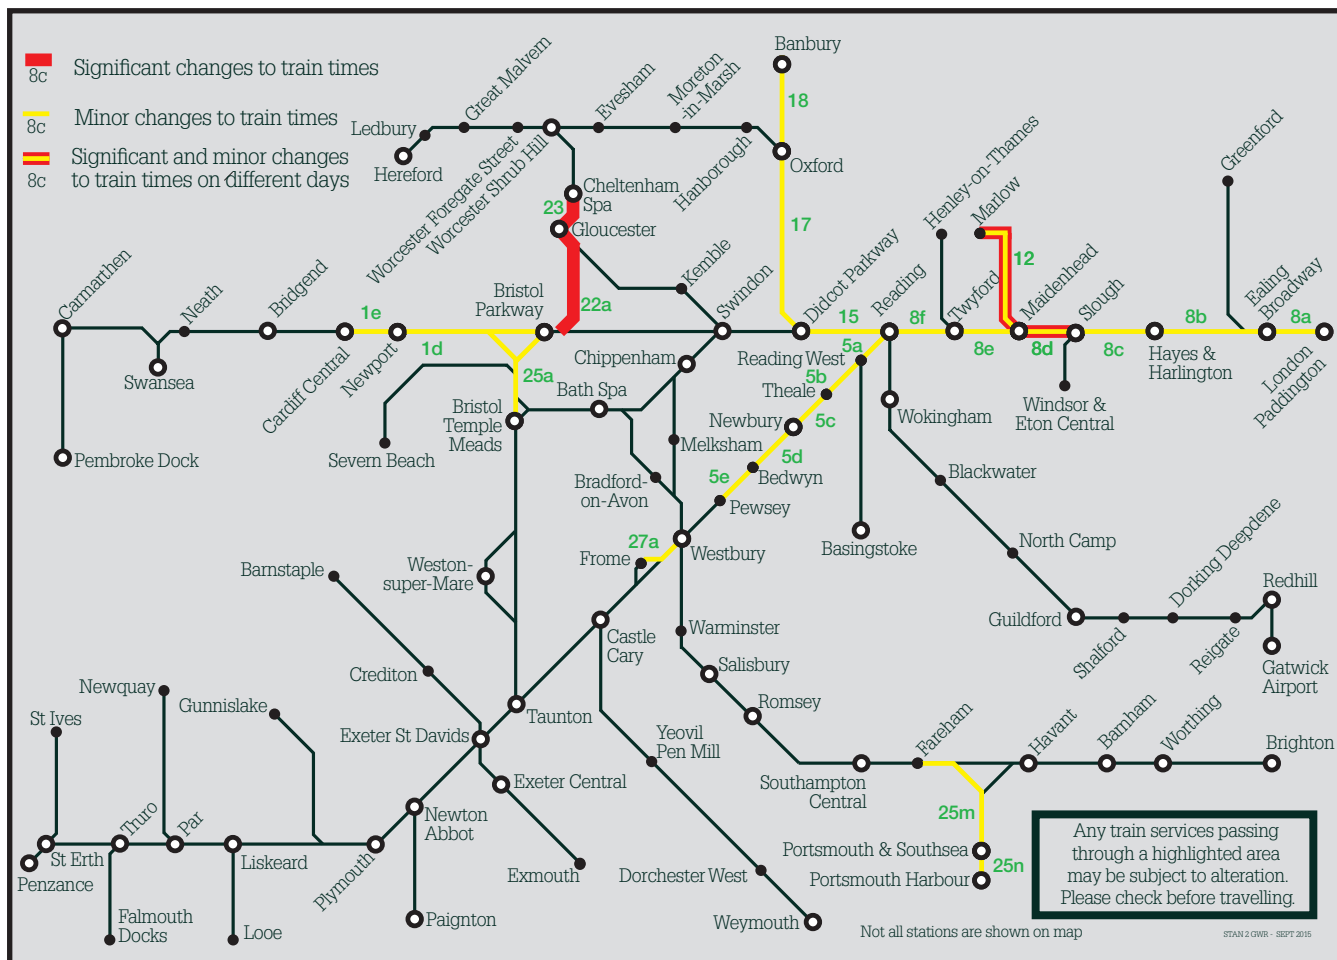 8c
Significant changes to train times
8c
Minor changes to train times
8c
Significant and minor changes
to train times on different days
Banbury
18
Great Malvern
Evesham
Moreton
-in-Marsh
Ledbury
Hereford
Worcester Foregate Street
Worcester Shrub Hill
Hanborough
Oxford
Henley-on-Thames
Marlow
Greenford
Cheltenham
Spa
23
Gloucester
17
12
Carmarthen
Neath
Bridgend
Bristol
Parkway
22a
Kemble
Swindon
Didcot Parkway
Reading
Twyford
Maidenhead
Slough
Ealing
Broadway
1e
15
8f
8b
8a
1d
8e
8d
8c
Swansea
Cardiff Central
Newport
25a
Chippenham
Reading West
5a
Hayes &
Harlington
London
Paddington
Theale
5b
Bath Spa
Bristol
Temple
Meads
Newbury
5c
Wokingham
Windsor &
Eton Central
Pembroke Dock
Severn Beach
Melksham
5d
Bradford-
on-Avon
5e
Bedwyn
Blackwater
Pewsey
27a
Frome
Westbury
Basingstoke
North Camp
Barnstaple
Weston-
super-Mare
Dorking Deepdene
Redhill
Guildford
Castle
Cary
Warminster
Shalford
Reigate
Gatwick
Airport
Crediton
Salisbury
Newquay
Gunnislake
St Ives
Taunton
Romsey
Exeter St Davids
Yeovil
Pen Mill
Fareham
Havant
Barnham
Worthing
Brighton
Exeter Central
Southampton
Central
Newton
Abbot
25m
Truro
Par
St Erth
Liskeard
Plymouth
Penzance
Exmouth
Dorchester West
Portsmouth & Southsea
25n
Portsmouth Harbour
Falmouth
Docks
Looe
Paignton
Weymouth
Any train services passing
through a highlighted area
may be subject to alteration.
Please check before travelling.
Not all stations are shown on map
STAN 2 GWR - SEPT 2015